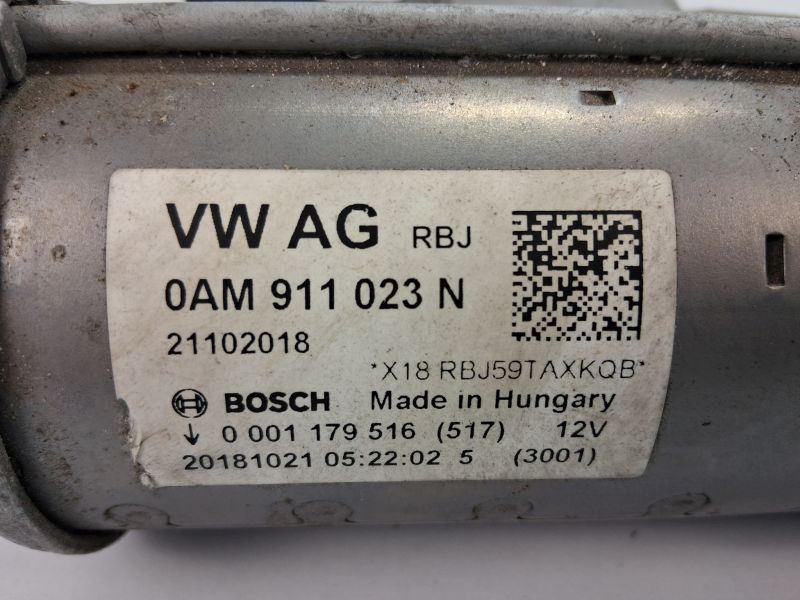 VW AG RBJ
0AM 911 023 N
21102018
*X18 RBJ59TAXKQB*
BOSCH Made in Hungary
↓ 0 001 179 516 (517) 12V
20181021 05:22:02 5 (3001)